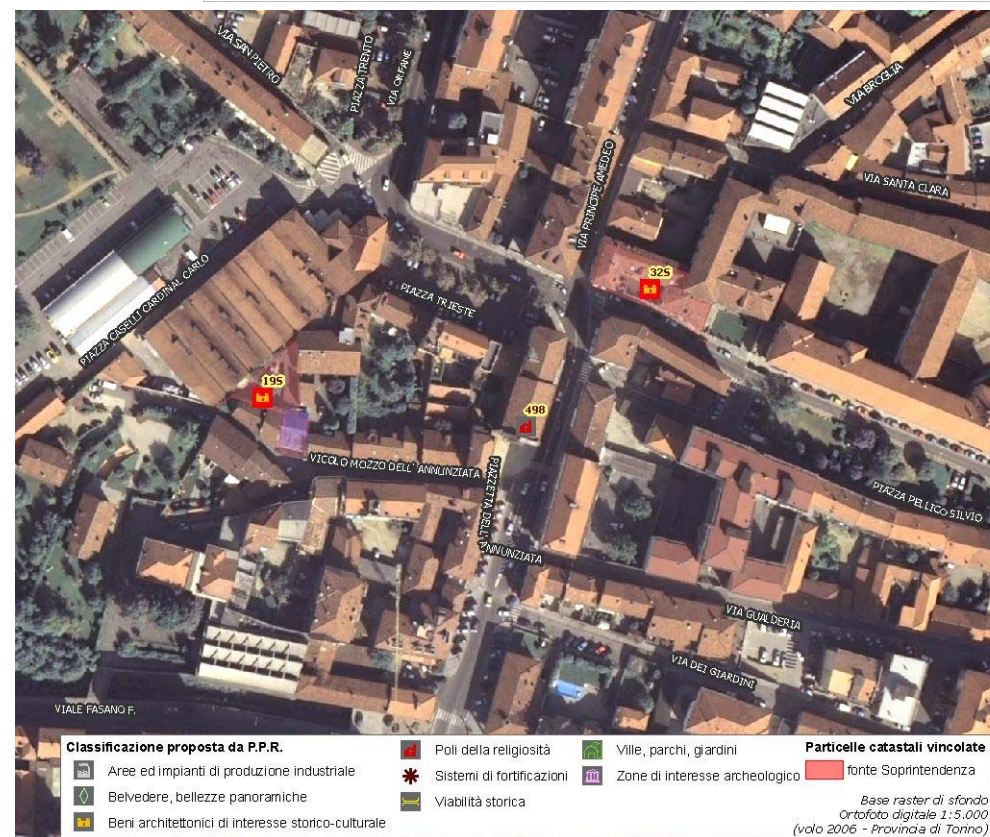 VIA SAN PIETRO
PIAZZA TRENTO
VIA ORFANE
VIA BROGLIA
VIA SANTA CLARA
VIA PRINCIPE AMEDEO
PIAZZA CASELLI CARDINAL CARLO
PIAZZA TRIESTE
32S
19S
498
VICOLO MOZZO DELL' ANNUNZIATA
PIAZZETTA DELL' ANNUNZIATA
PIAZZA PELLICO SILVIO
VIA GUALDERIA
VIA DEI GIARDINI
VIALE FASANO F.
Classificazione proposta da P.P.R.
Aree ed impianti di produzione industriale
Belvedere, bellezze panoramiche
Beni architettonici di interesse storico-culturale
Poli della religiosità
Sistemi di fortificazioni
Viabilità storica
Ville, parchi, giardini
Zone di interesse archeologico
Particelle catastali vincolate
fonte Soprintendenza
Base raster di sfondo
Ortofoto digitale 1:5.000
(volo 2006 - Provincia di Torino)